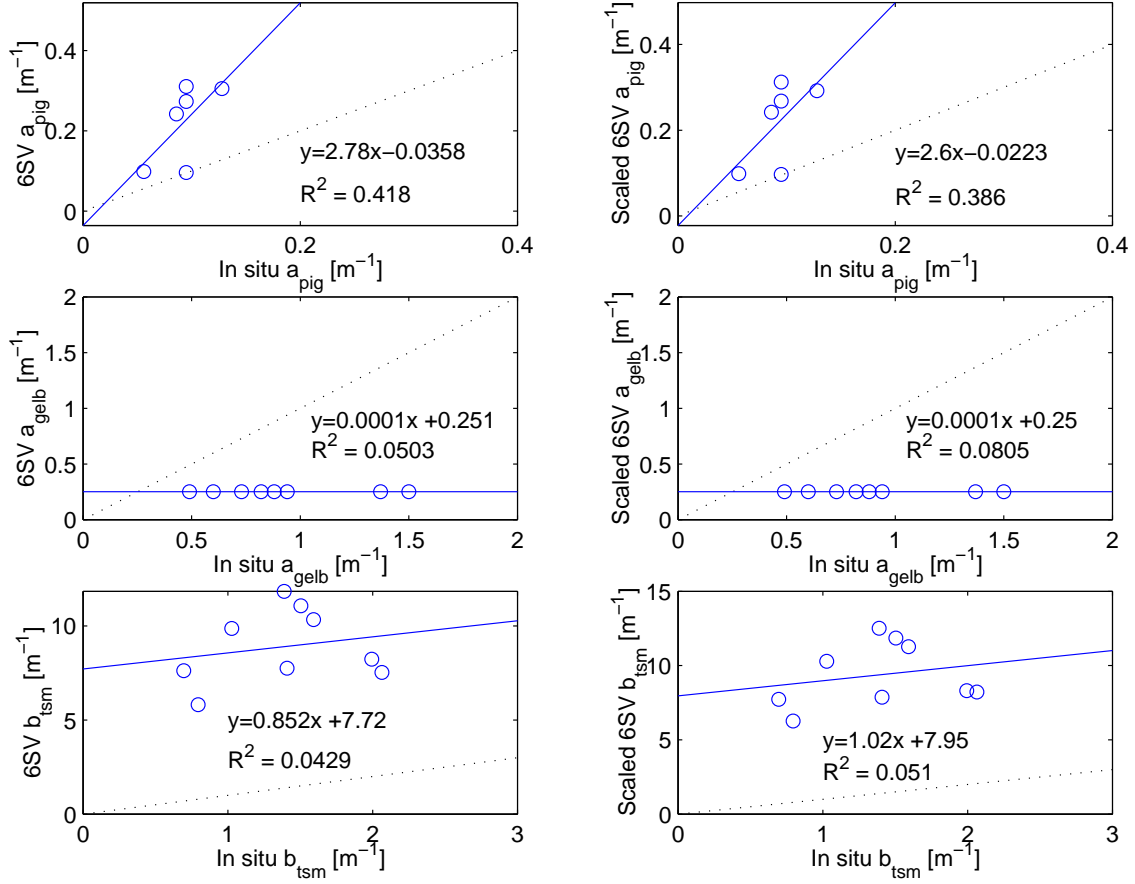 6SV a_pig [m^−1]
0.4
0.2
0
y=2.78x−0.0358
R^2 = 0.418
0 0.2 0.4
In situ a_pig [m^−1]
Scaled 6SV a_pig [m^−1]
0.4
0.2
0
y=2.6x−0.0223
R^2 = 0.386
0 0.2 0.4
In situ a_pig [m^−1]
6SV a_gelb [m^−1]
2
1.5
1
0.5
0
y=0.0001x +0.251
R^2 = 0.0503
0 0.5 1 1.5 2
In situ a_gelb [m^−1]
Scaled 6SV a_gelb [m^−1]
2
1.5
1
0.5
0
y=0.0001x +0.25
R^2 = 0.0805
0 0.5 1 1.5 2
In situ a_gelb [m^−1]
6SV b_tsm [m^−1]
10
5
0
y=0.852x +7.72
R^2 = 0.0429
0 1 2 3
In situ b_tsm [m^−1]
Scaled 6SV b_tsm [m^−1]
15
10
5
0
y=1.02x +7.95
R^2 = 0.051
0 1 2 3
In situ b_tsm [m^−1]